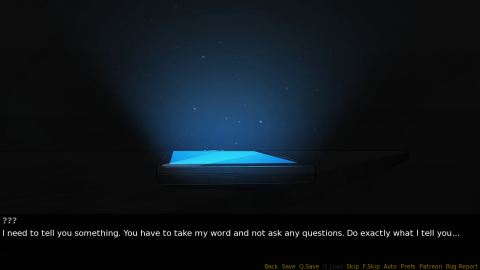 ???
I need to tell you something. You have to take my word and not ask any questions. Do exactly what I tell you...
Back Save Q.Save Q.Load Skip F.Skip Auto Prefs Patreon Bug Report